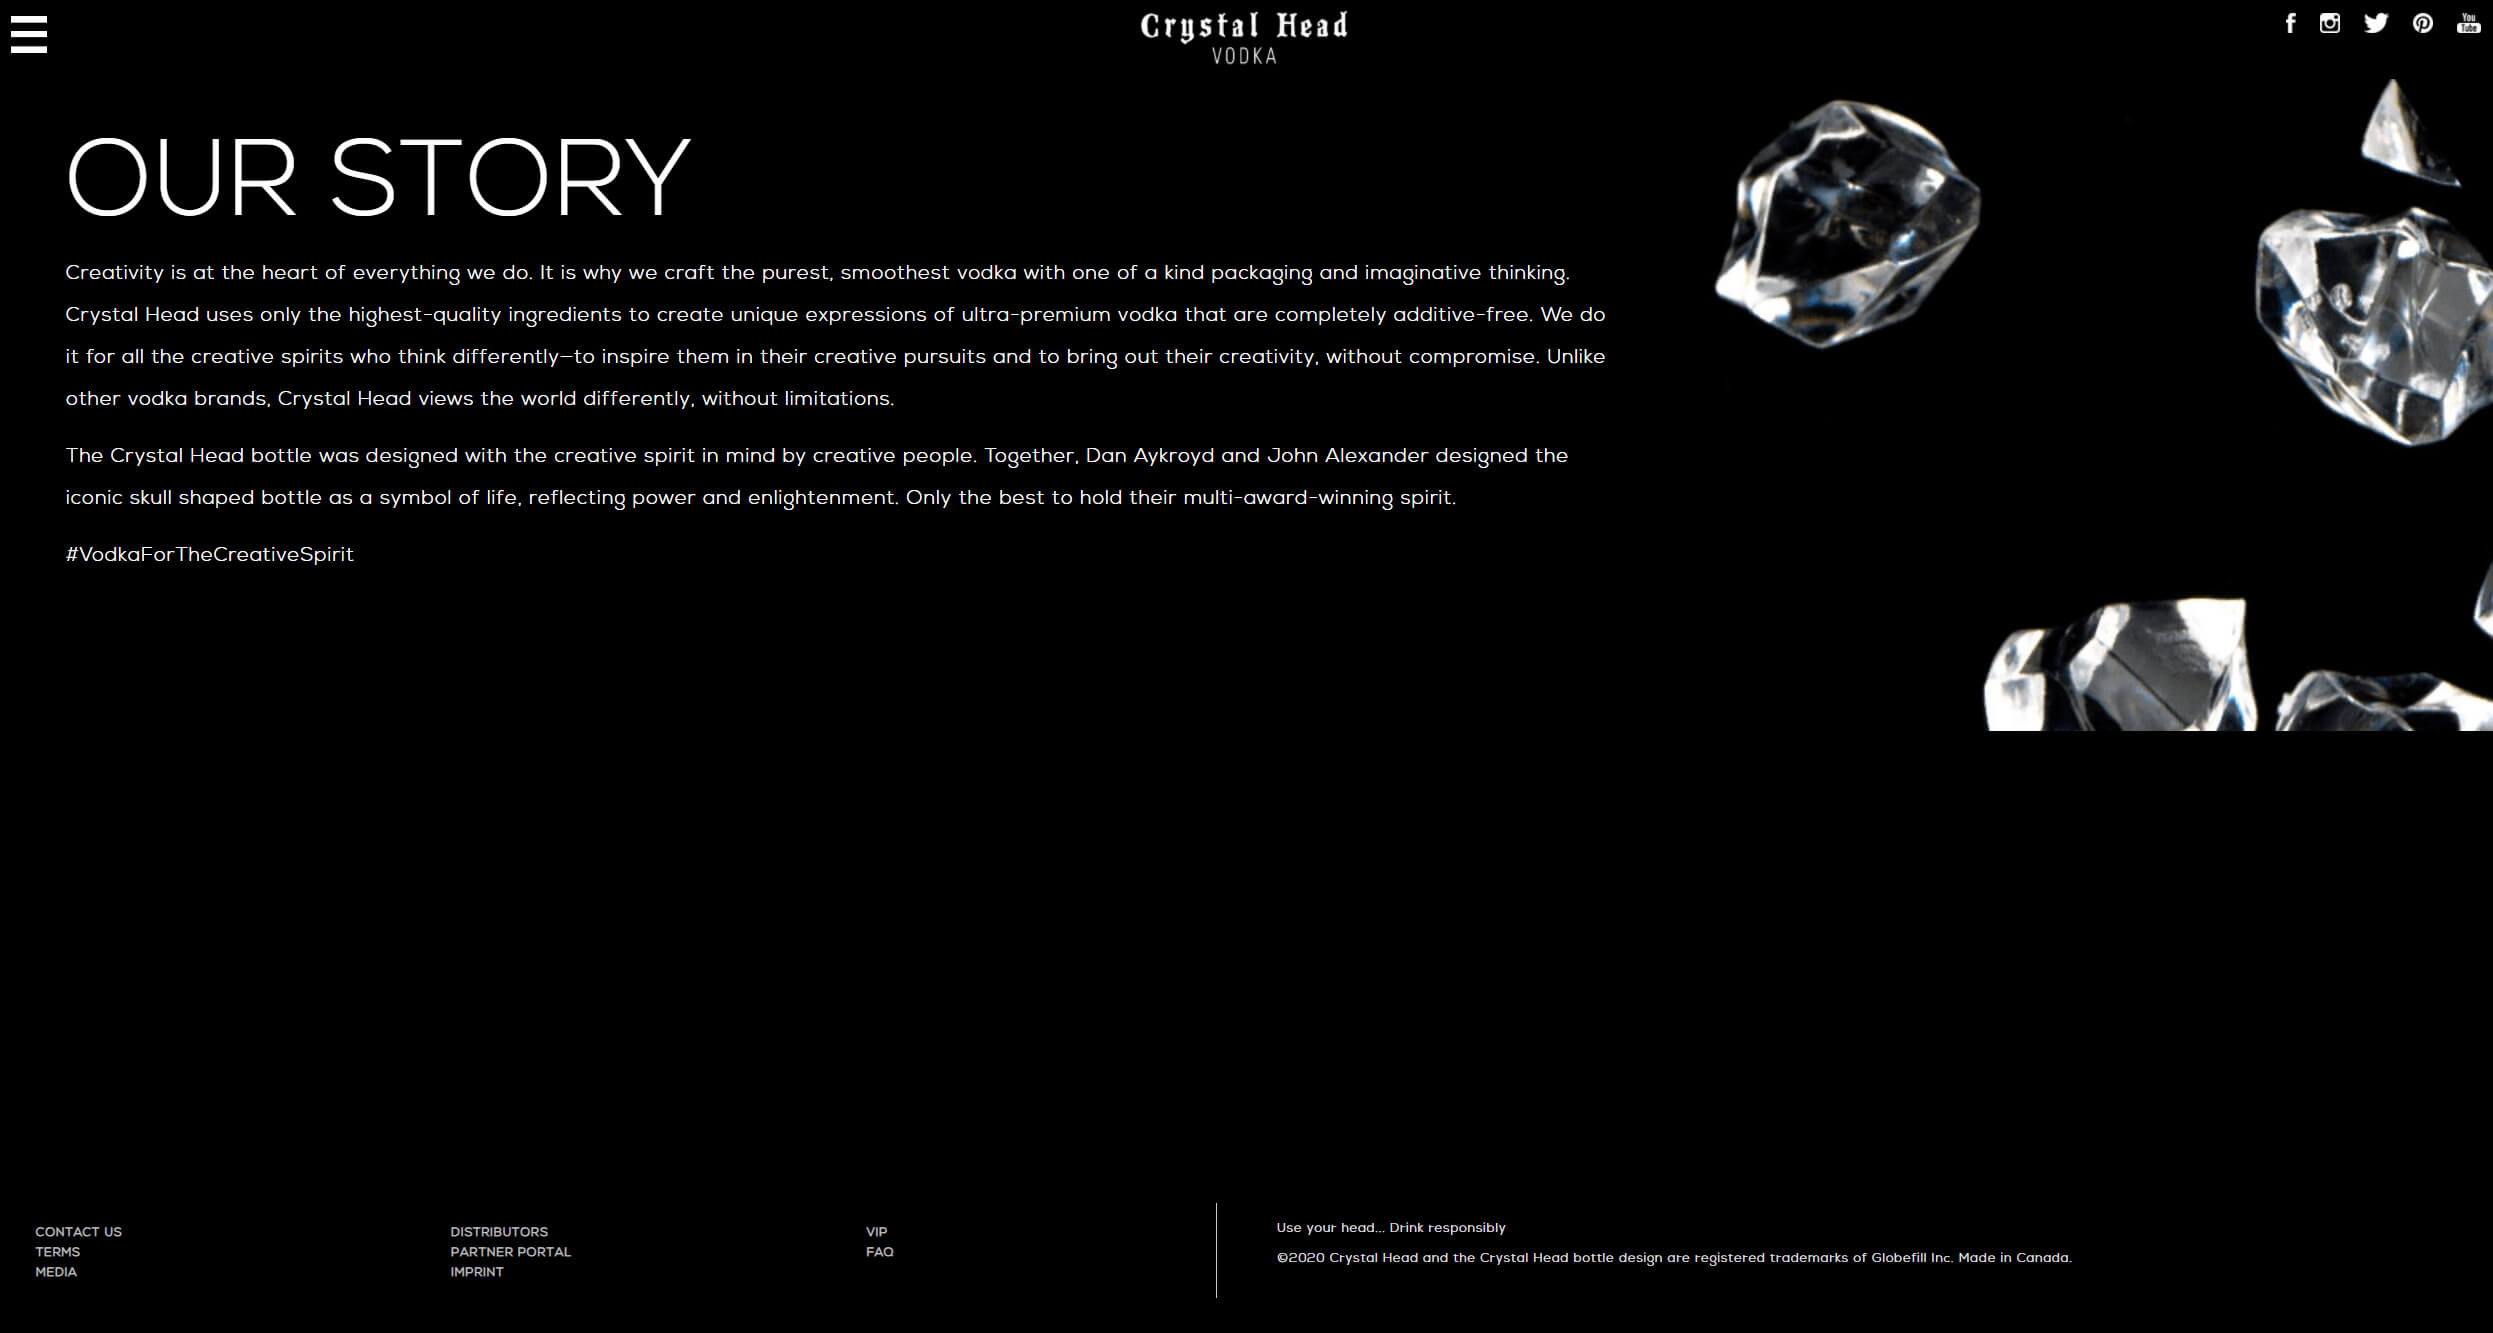 Crystal Head
VODKA
You
Tube
OUR STORY
Creativity is at the heart of everything we do. It is why we craft the purest, smoothest vodka with one of a kind packaging and imaginative thinking.
Crystal Head uses only the highest-quality ingredients to create unique expressions of ultra-premium vodka that are completely additive-free. We do
it for all the creative spirits who think differently—to inspire them in their creative pursuits and to bring out their creativity, without compromise. Unlike
other vodka brands, Crystal Head views the world differently, without limitations.
The Crystal Head bottle was designed with the creative spirit in mind by creative people. Together, Dan Aykroyd and John Alexander designed the
iconic skull shaped bottle as a symbol of life, reflecting power and enlightenment. Only the best to hold their multi-award-winning spirit.
#VodkaForTheCreativeSpirit
CONTACT US
TERMS
MEDIA
DISTRIBUTORS
PARTNER PORTAL
IMPRINT
VIP
FAQ
Use your head... Drink responsibly
©2020 Crystal Head and the Crystal Head bottle design are registered trademarks of Globefill Inc. Made in Canada.